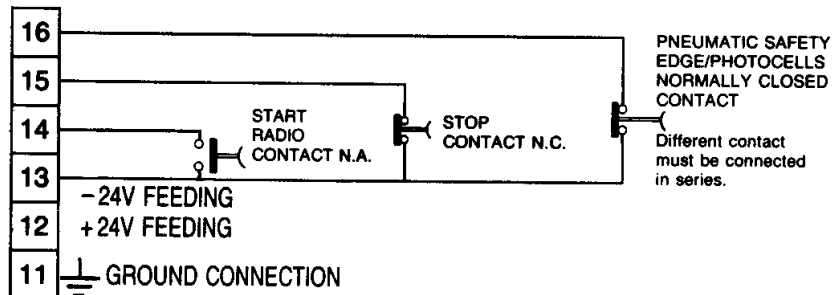 16
PNEUMATIC SAFETY
EDGE/PHOTOCELLS
NORMALLY CLOSED
CONTACT
Different contact
must be connected
in series.
15
STOP
CONTACT N.C.
14
START
RADIO
CONTACT N.A.
13
-24V FEEDING
12
+24V FEEDING
11
GROUND CONNECTION